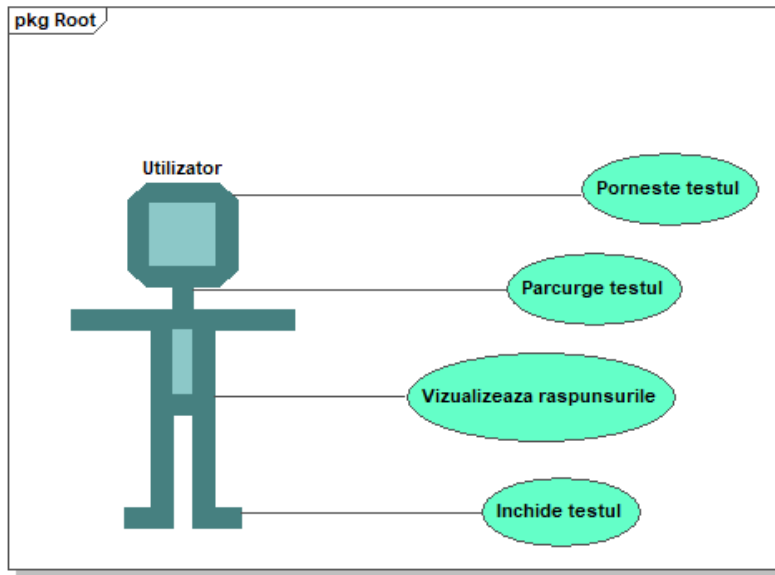 pkg Root
Utilizator
Porneste testul
Parcurge testul
Vizualizeaza raspunsurile
Inchide testul